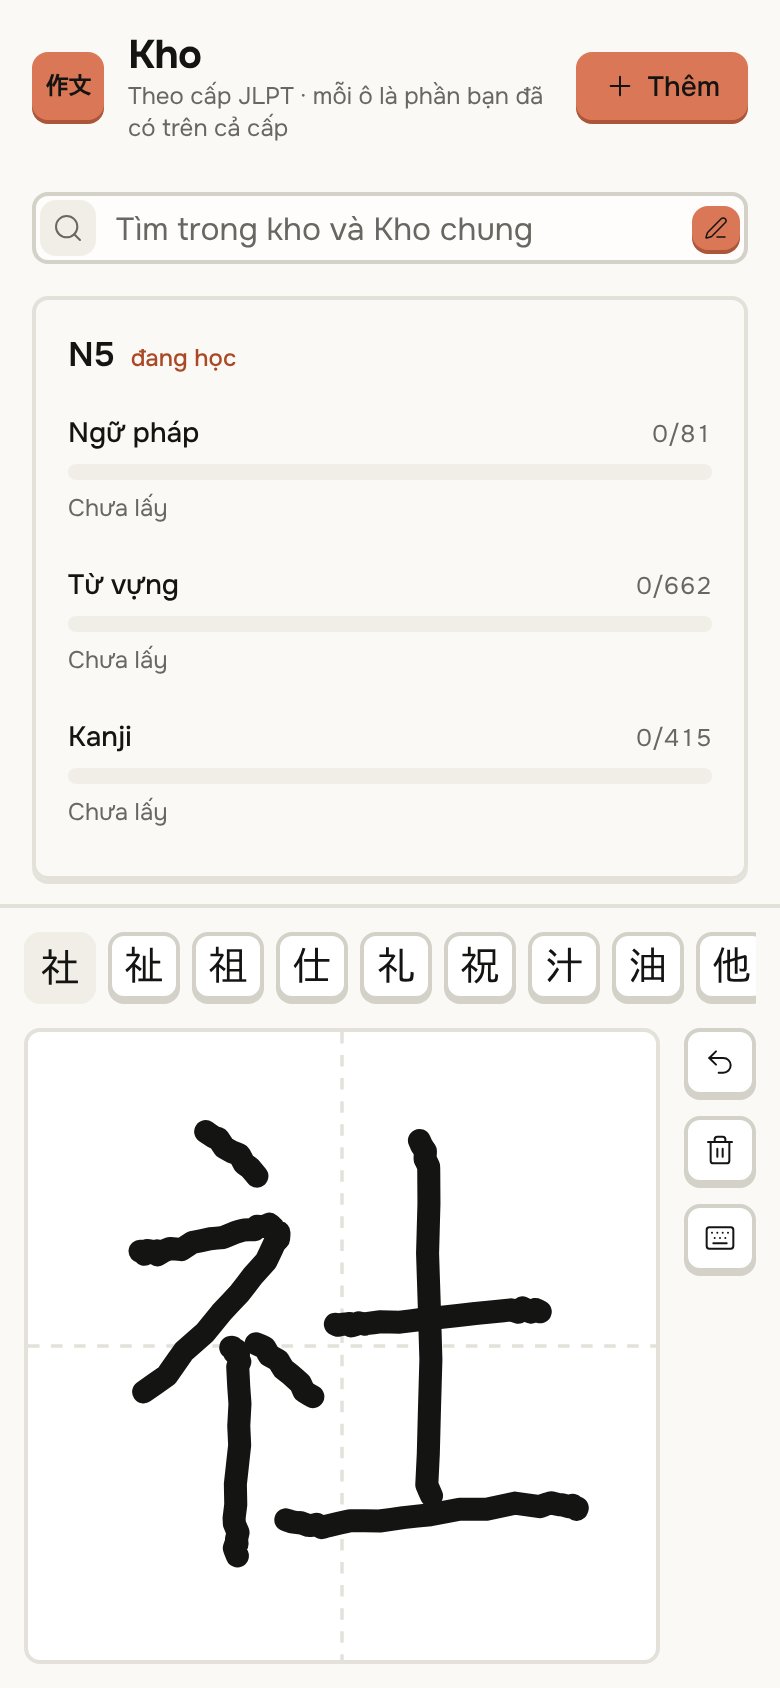 作文
Kho
Theo cấp JLPT · mỗi ô là phần bạn đã
có trên cả cấp
+ Thêm
Tìm trong kho và Kho chung
N5 đang học
Ngữ pháp 0/81
Chưa lấy
Từ vựng 0/662
Chưa lấy
Kanji 0/415
Chưa lấy
社 祉 祖 仕 礼 祝 汁 油 他
社